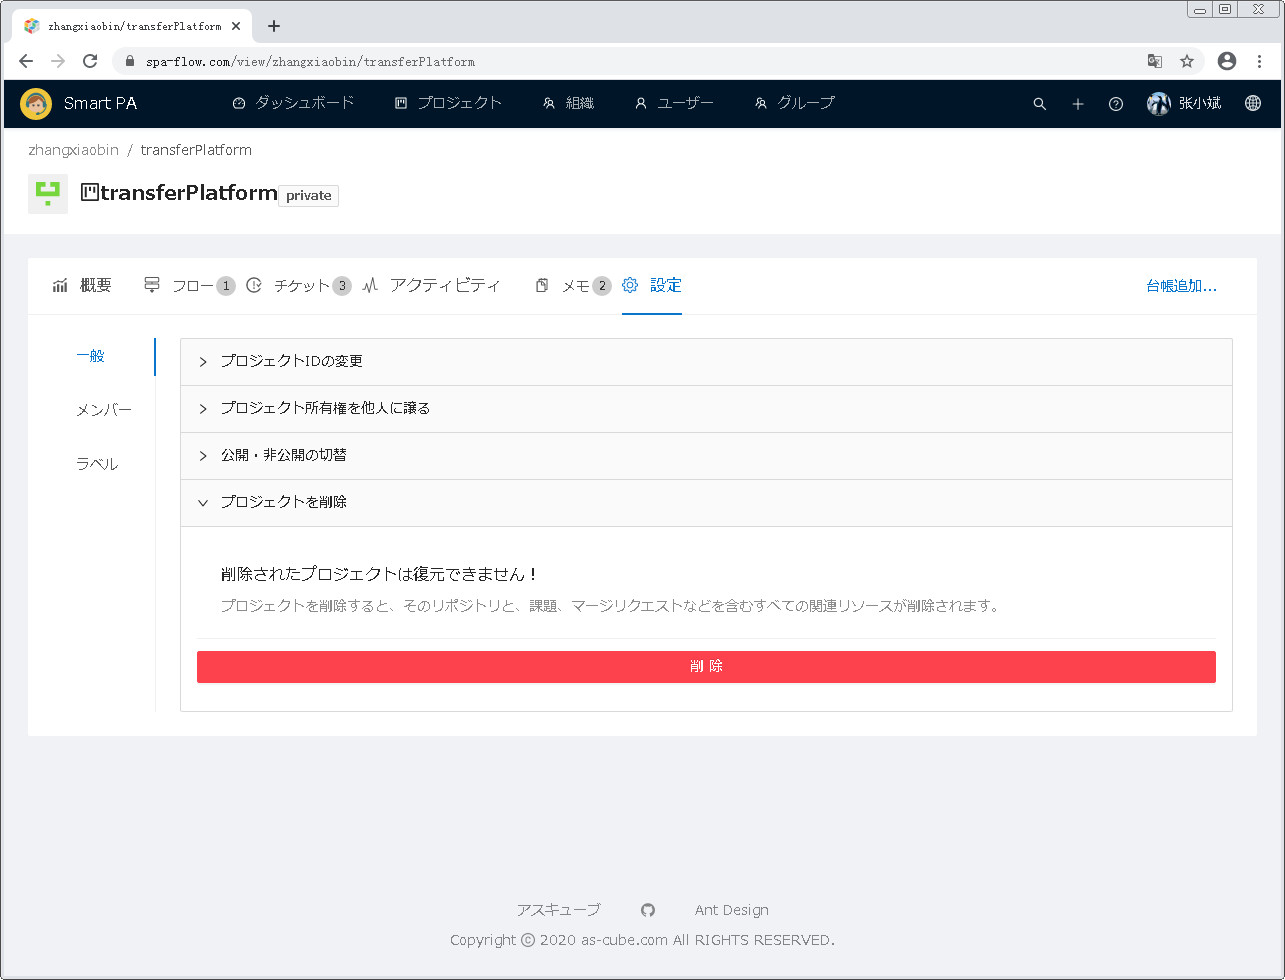 zhangxiaobin/transferPlatform
spa-flow.com/view/zhangxiaobin/transferPlatform
Smart PA ダッシュボード プロジェクト 組織 ユーザー グループ 张小斌
zhangxiaobin / transferPlatform
transferPlatform private
概要 フロー 1 チケット 3 アクティビティ メモ 2 設定 台帳追加...
一般
メンバー
ラベル
プロジェクトIDの変更
プロジェクト所有権を他人に譲る
公開・非公開の切替
プロジェクトを削除
削除されたプロジェクトは復元できません！
プロジェクトを削除すると、そのリポジトリと、課題、マージリクエストなどを含むすべての関連リソースが削除されます。
削 除
アスキューブ Ant Design
Copyright © 2020 as-cube.com All RIGHTS RESERVED.